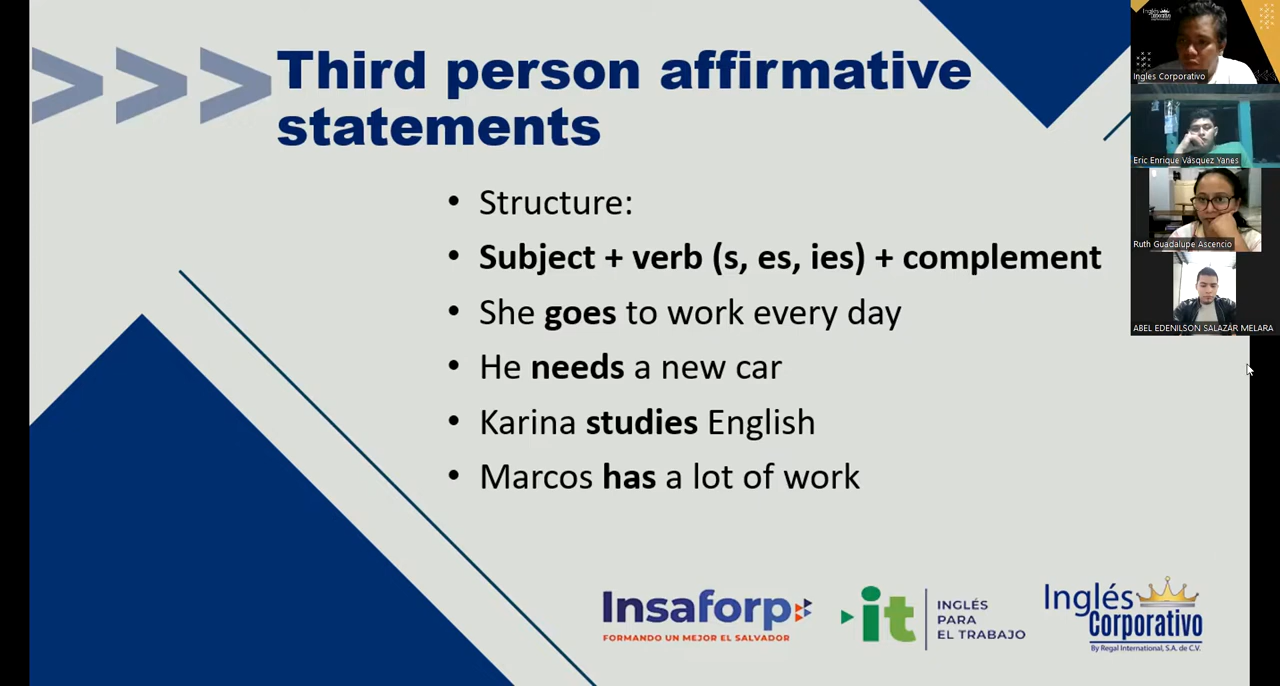 Third person affirmative
statements
• Structure:
• Subject + verb (s, es, ies) + complement
• She goes to work every day
• He needs a new car
• Karina studies English
• Marcos has a lot of work
Insaforp
FORMANDO UN MEJOR EL SALVADOR
it
INGLÉS
PARA
EL TRABAJO
Inglés
Corporativo
By Regal International, S.A. de C.V.
Inglés
Corporativo
Ingles Corporativo
Eric Enrique Vásquez Yanes
Ruth Guadalupe Ascencio
ABEL EDENILSON SALAZAR MELARA